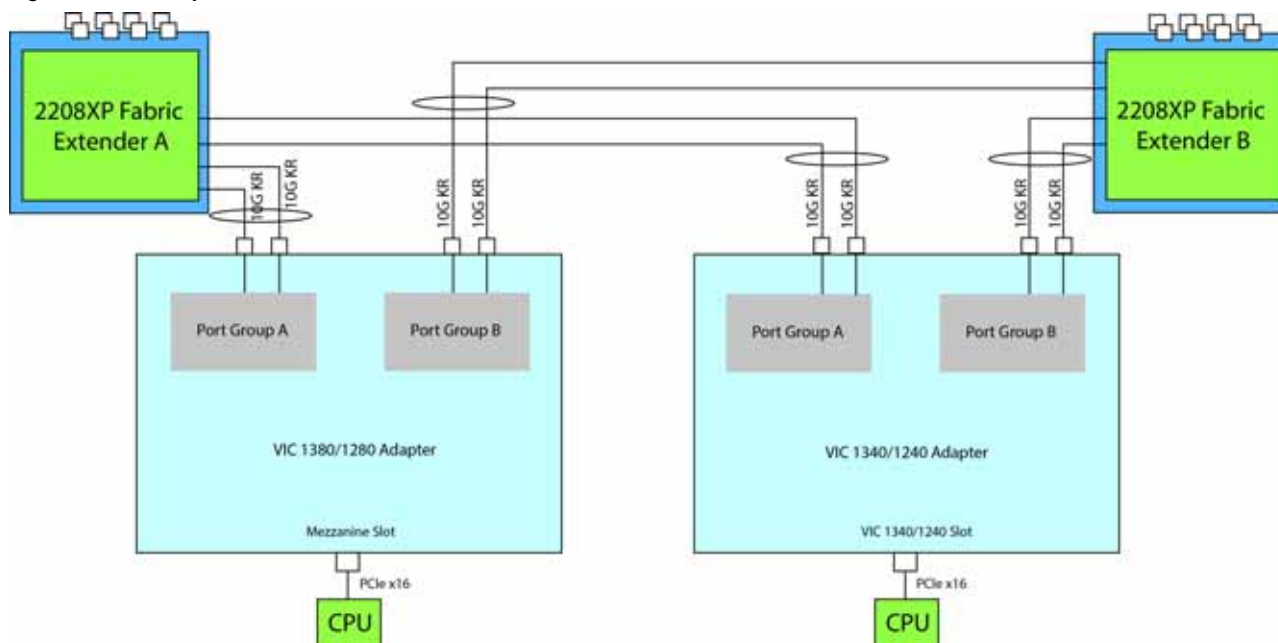 2208XP Fabric
Extender A
2208XP Fabric
Extender B
10G KR
10G KR
10G KR
10G KR
10G KR
10G KR
10G KR
10G KR
Port Group A
Port Group B
Port Group A
Port Group B
VIC 1380/1280 Adapter
VIC 1340/1240 Adapter
Mezzanine Slot
VIC 1340/1240 Slot
PCIe x16
PCIe x16
CPU
CPU